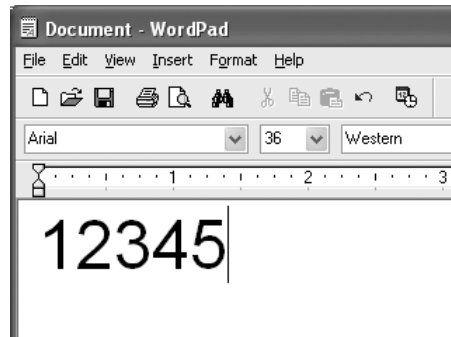 Document - WordPad
File Edit View Insert Format Help
Arial 36 Western
1 2 3
12345